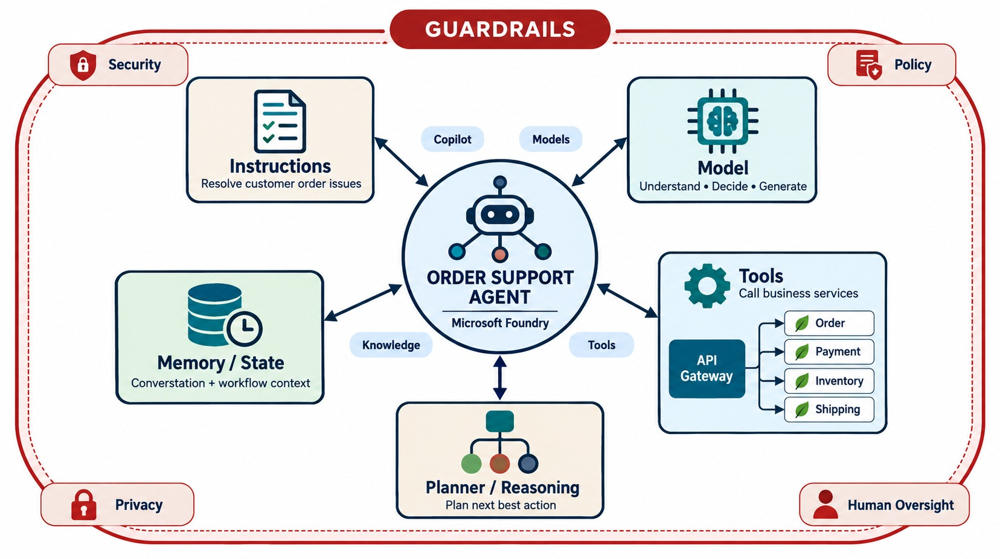 GUARDRAILS
Security
Policy
Instructions
Resolve customer order issues
Copilot
Models
Model
Understand • Decide • Generate
ORDER SUPPORT
AGENT
Microsoft Foundry
Memory / State
Converstation + workflow context
Knowledge
Tools
Tools
Call business services
API
Gateway
Order
Payment
Inventory
Shipping
Planner / Reasoning
Plan next best action
Privacy
Human Oversight